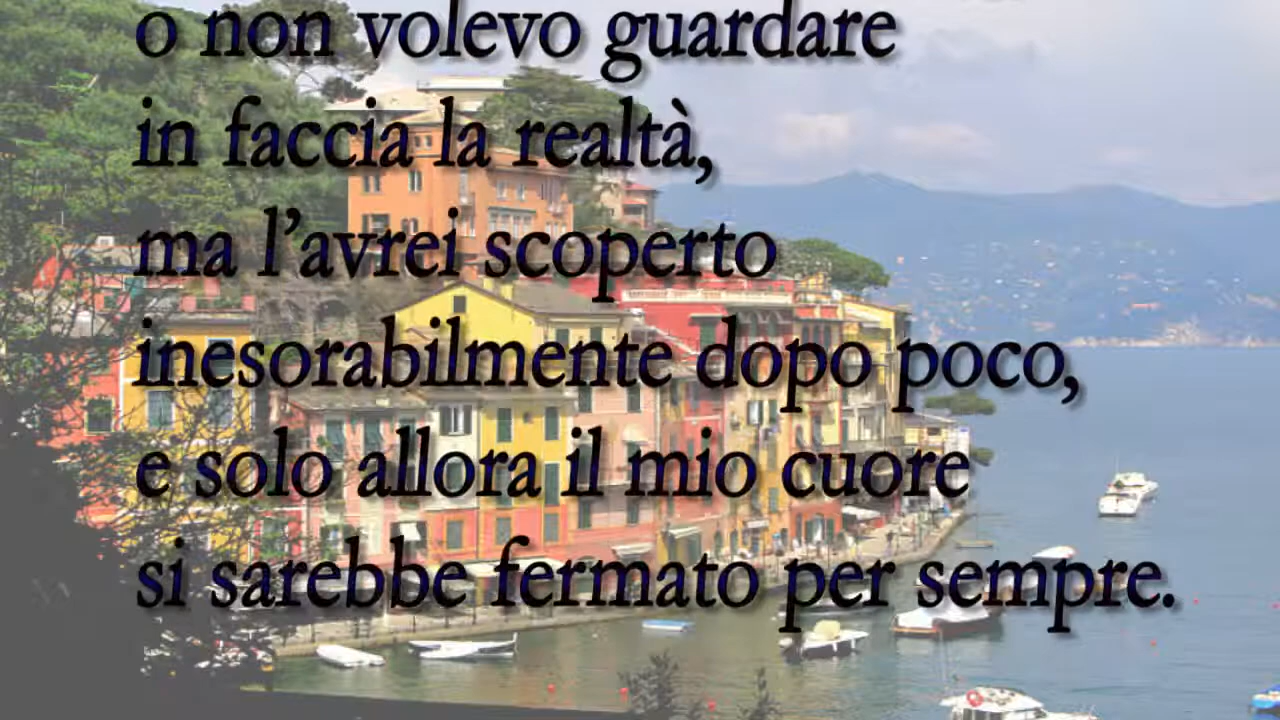 o non volevo guardare
in faccia la realtà,
ma l’avrei scoperto
inesorabilmente dopo poco,
e solo allora il mio cuore
si sarebbe fermato per sempre.